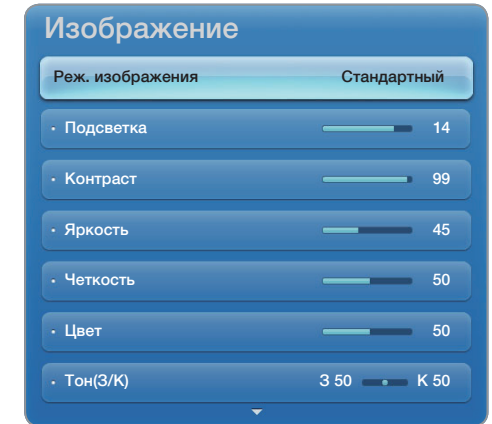 Изображение
Реж. изображения Стандартный
· Подсветка 14
· Контраст 99
· Яркость 45
· Четкость 50
· Цвет 50
· Тон(З/К) З 50 К 50